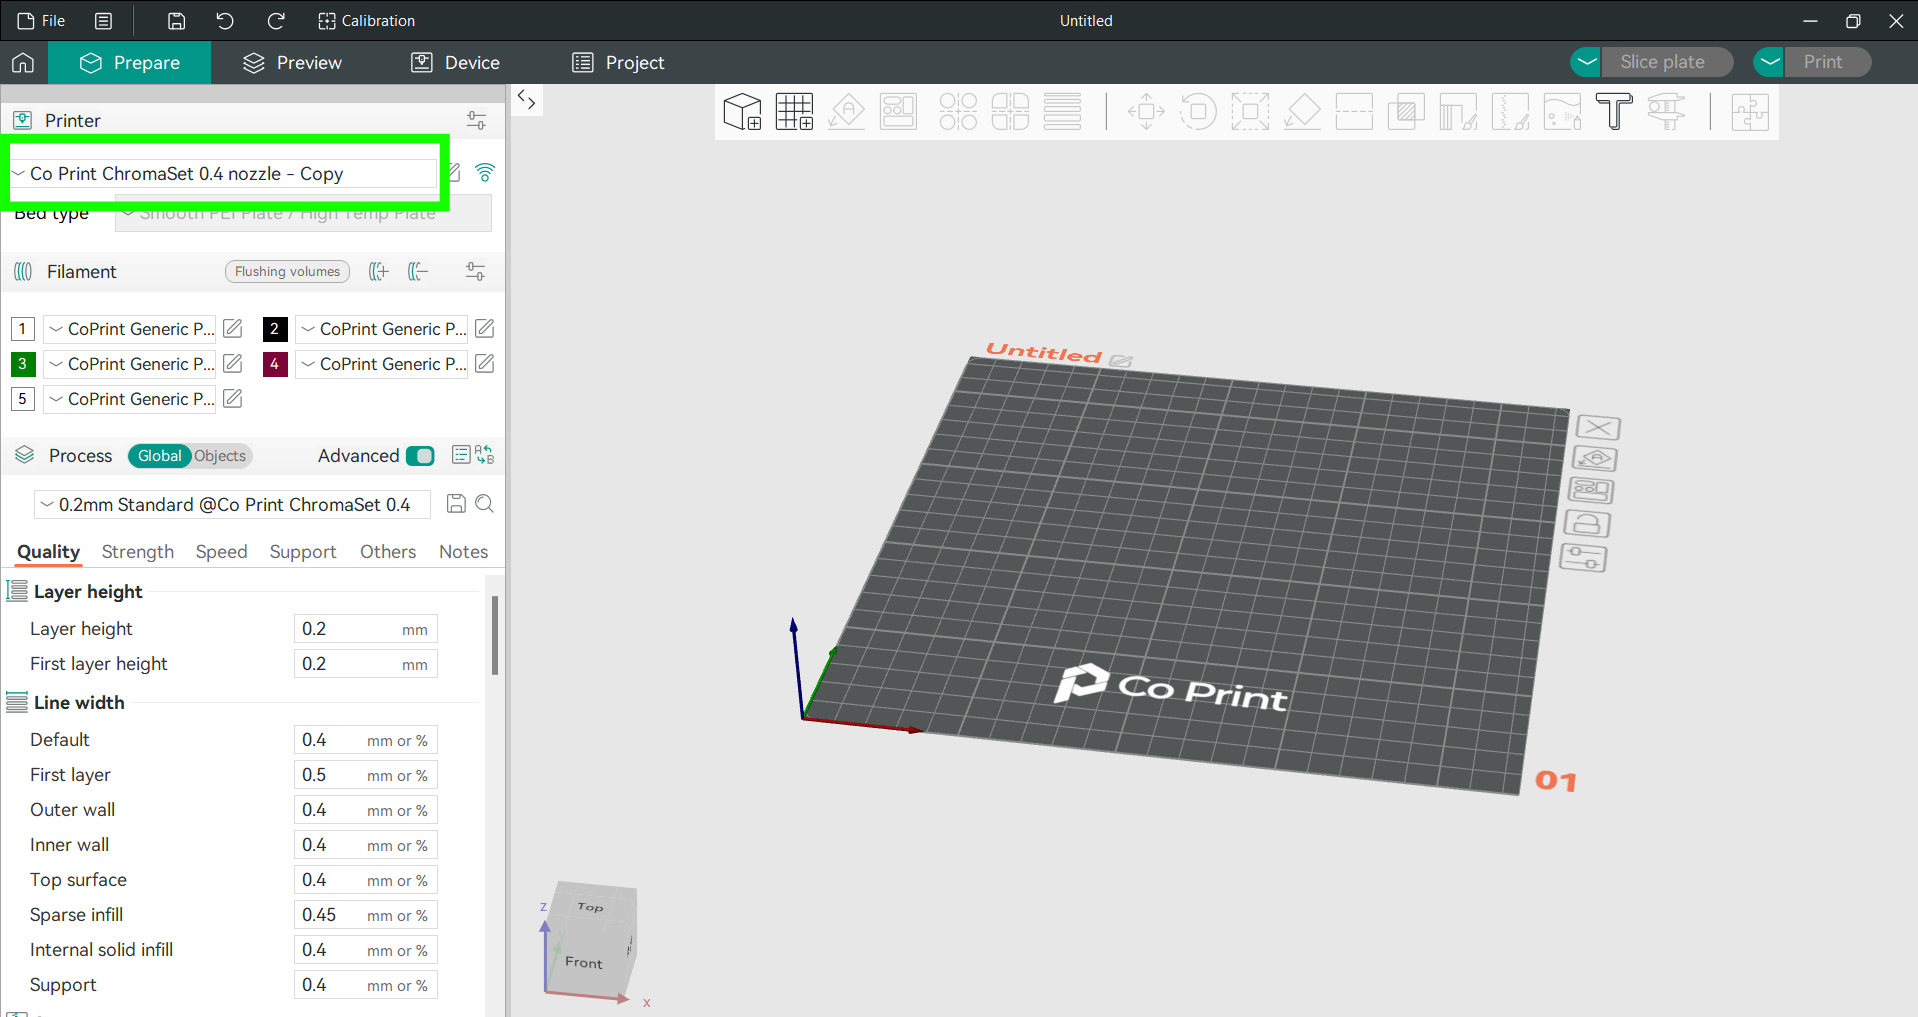 File Calibration Untitled
Prepare Preview Device Project Slice plate Print
Printer
Co Print ChromaSet 0.4 nozzle - Copy
Bed type Smooth PEI Plate / High Temp Plate
Filament Flushing volumes
1 CoPrint Generic P... 2 CoPrint Generic P...
3 CoPrint Generic P... 4 CoPrint Generic P...
5 CoPrint Generic P...
Process Global Objects Advanced
0.2mm Standard @Co Print ChromaSet 0.4
Quality Strength Speed Support Others Notes
Layer height
Layer height 0.2 mm
First layer height 0.2 mm
Line width
Default 0.4 mm or %
First layer 0.5 mm or %
Outer wall 0.4 mm or %
Inner wall 0.4 mm or %
Top surface 0.4 mm or %
Sparse infill 0.45 mm or %
Internal solid infill 0.4 mm or %
Support 0.4 mm or %
Untitled
Co Print
01
Top
Front
z
y
x